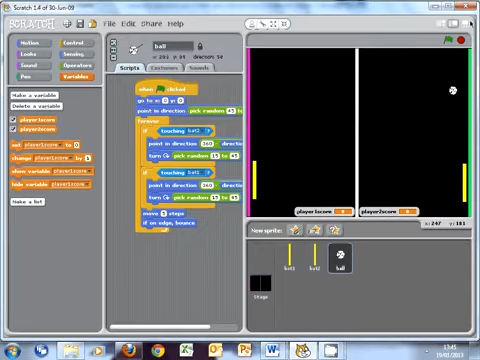 Scratch 1.4 of 30-Jun-09
SCRATCH
File Edit Share Help
Motion
Control
Looks
Sensing
Sound
Operators
Pen
Variables
Make a variable
Delete a variable
player1score
player2score
set player1score to 0
change player1score by 1
show variable player1score
hide variable player1score
Make a list
ball
Scripts
Costumes
Sounds
when clicked
go to x: 0 y: 0
point in direction pick random 45
forever
if touching bat2 ?
point in direction 360
turn pick random 15 to 45
if touching bat1 ?
point in direction 360
turn pick random 15 to 45
move 5 steps
if on edge, bounce
player1score 0
player2score 0
New sprite:
bat1
bat2
ball
Stage
13:45